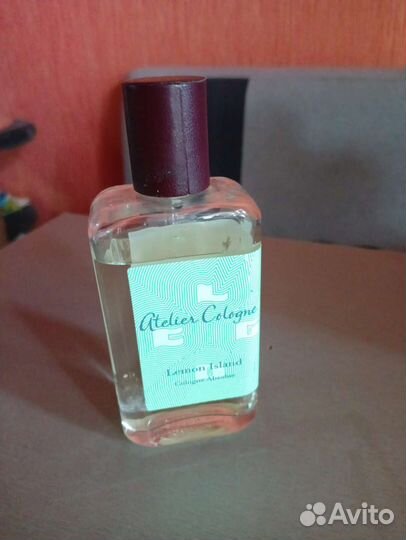 Atelier Cologne
Lemon Island
Cologne Absolue
Avito